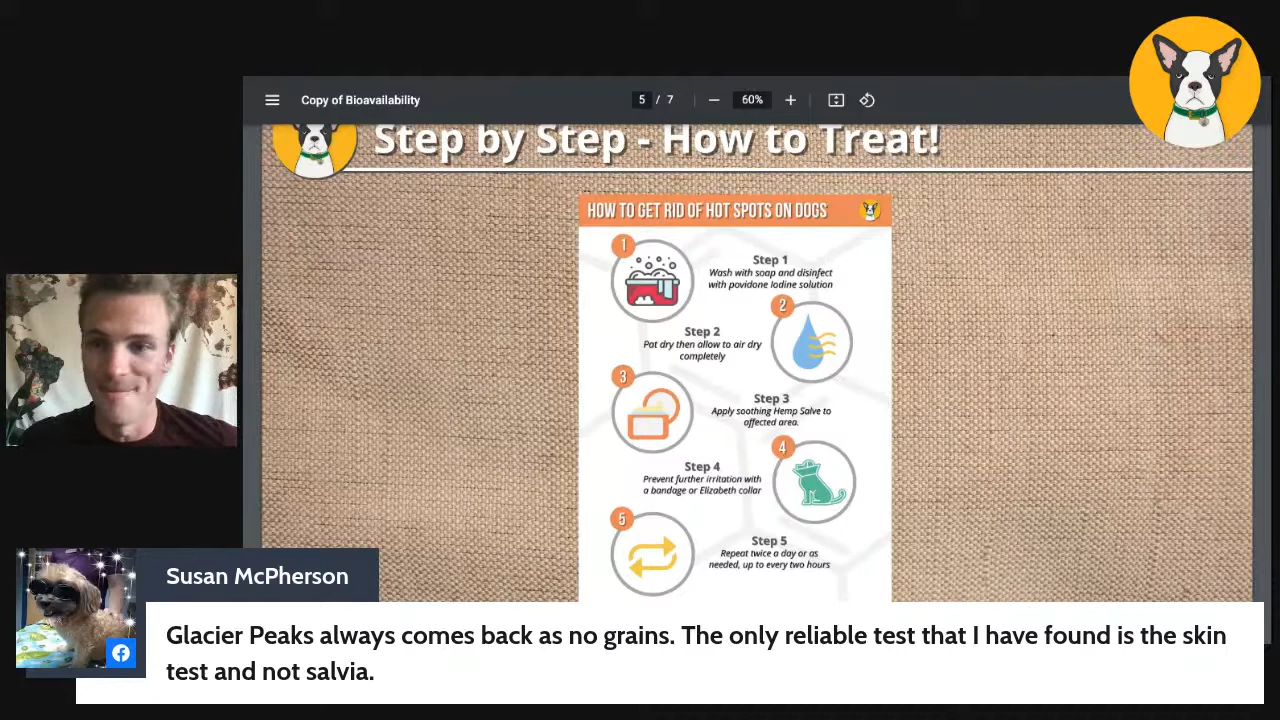 Copy of Bioavailability
5 / 7
60%
Step by Step - How to Treat!
HOW TO GET RID OF HOT SPOTS ON DOGS
1
Step 1
Wash with soap and disinfect
with povidone Iodine solution
2
Step 2
Pat dry then allow to air dry
completely
3
Step 3
Apply soothing Hemp Salve to
affected area.
4
Step 4
Prevent further irritation with
a bandage or Elizabeth collar
5
Step 5
Repeat twice a day or as
needed, up to every two hours
Susan McPherson
Glacier Peaks always comes back as no grains. The only reliable test that I have found is the skin
test and not salvia.